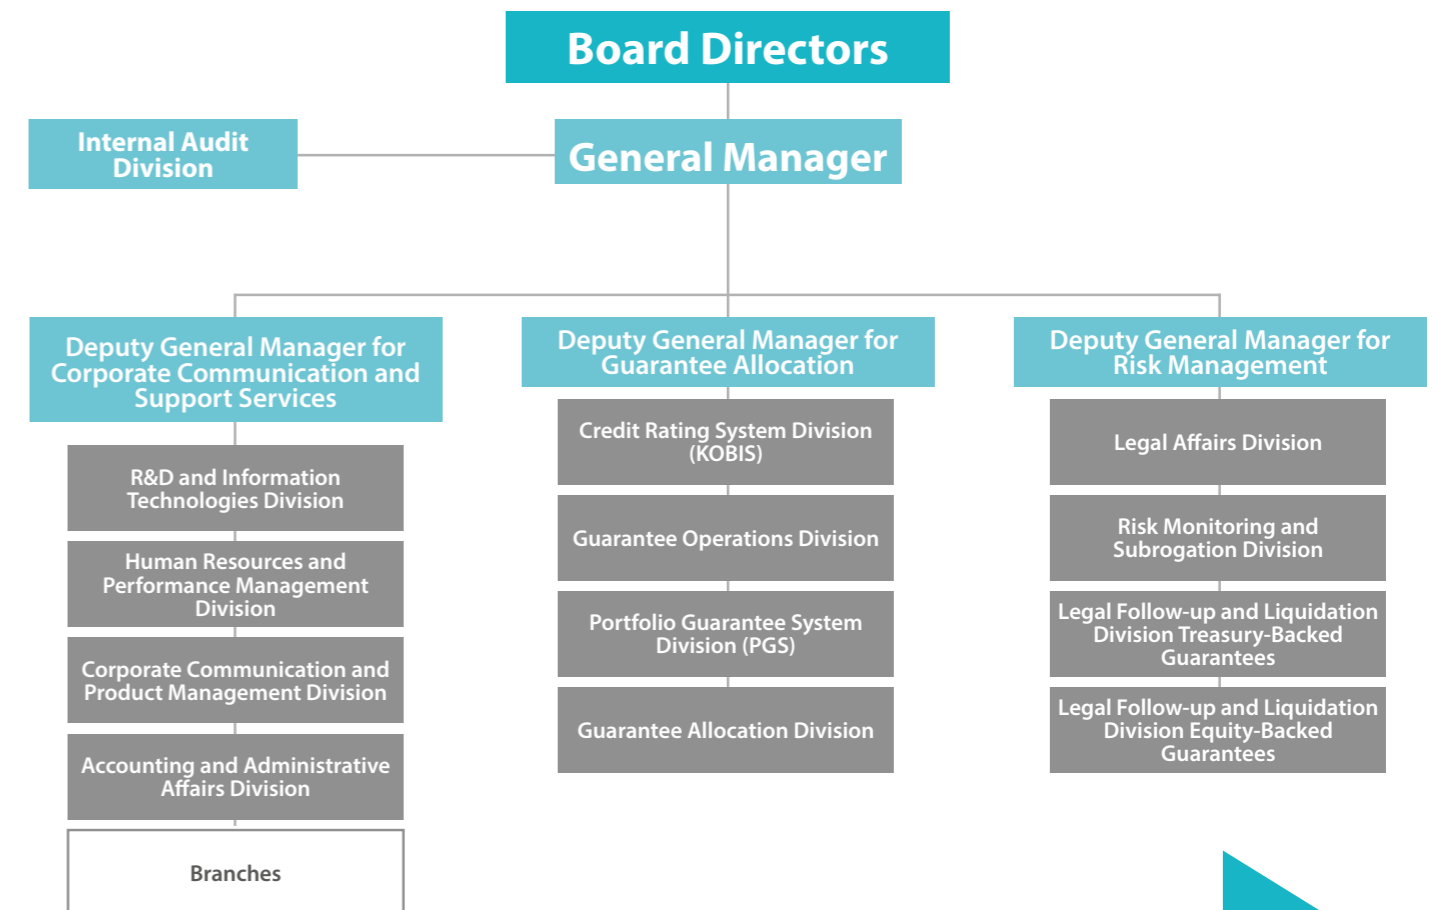 Board Directors
Internal Audit
Division
General Manager
Deputy General Manager for
Corporate Communication and
Support Services
R&D and Information
Technologies Division
Human Resources and
Performance Management
Division
Corporate Communication and
Product Management Division
Accounting and Administrative
Affairs Division
Branches
Deputy General Manager for
Guarantee Allocation
Credit Rating System Division
(KOBIS)
Guarantee Operations Division
Portfolio Guarantee System
Division (PGS)
Guarantee Allocation Division
Deputy General Manager for
Risk Management
Legal Affairs Division
Risk Monitoring and
Subrogation Division
Legal Follow-up and Liquidation
Division Treasury-Backed
Guarantees
Legal Follow-up and Liquidation
Division Equity-Backed
Guarantees